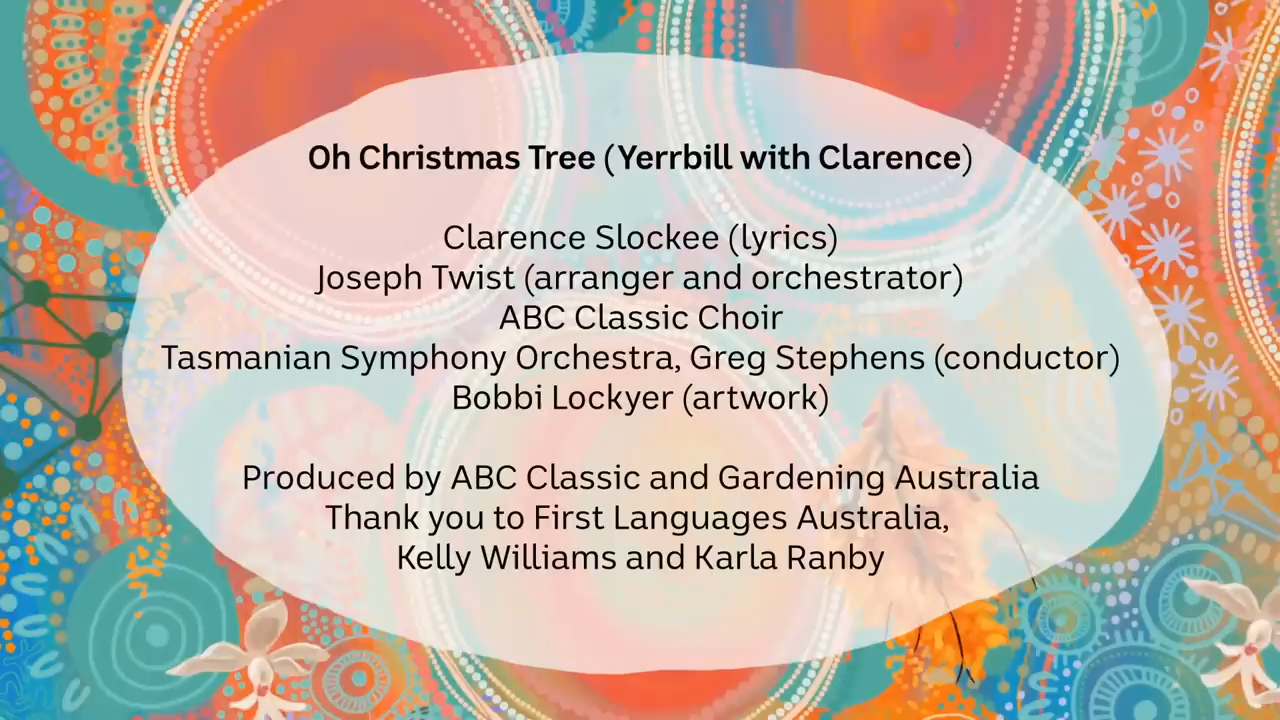 Oh Christmas Tree (Yerrbill with Clarence)
Clarence Slockee (lyrics)
Joseph Twist (arranger and orchestrator)
ABC Classic Choir
Tasmanian Symphony Orchestra, Greg Stephens (conductor)
Bobbi Lockyer (artwork)
Produced by ABC Classic and Gardening Australia
Thank you to First Languages Australia,
Kelly Williams and Karla Ranby